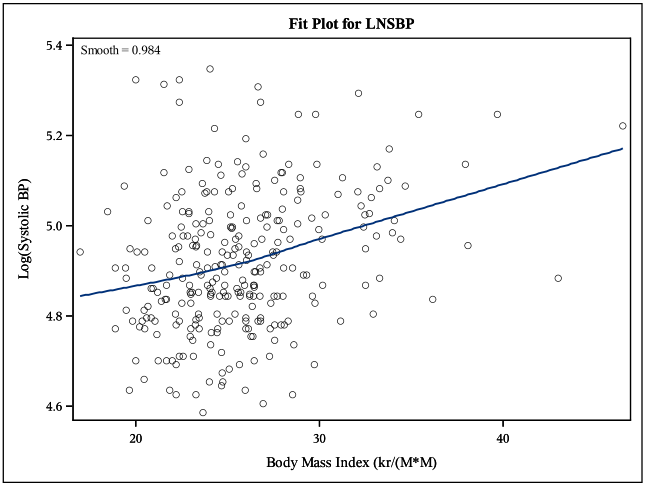 Fit Plot for LNSBP
Smooth = 0.984
5.4
5.2
5.0
4.8
4.6
Log(Systolic BP)
20 30 40
Body Mass Index (kr/(M*M)